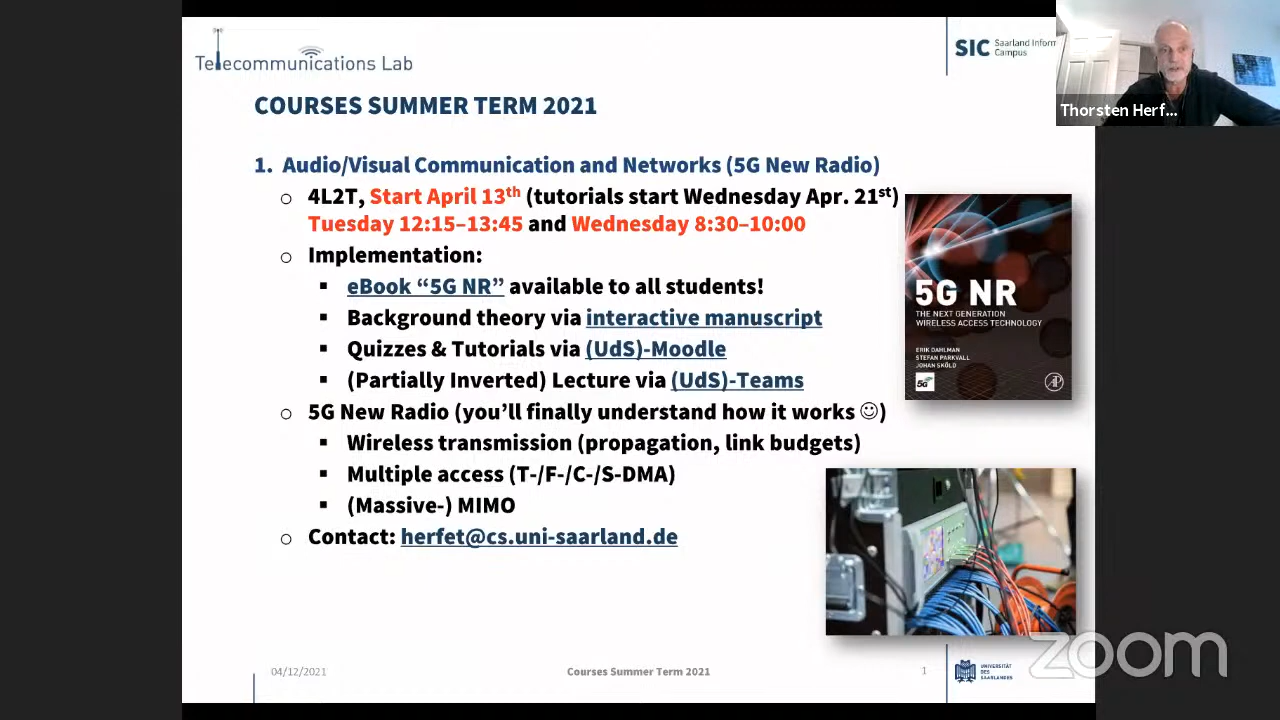 Telecommunications Lab
SIC Saarland Inform
Campus
Thorsten Herf...
COURSES SUMMER TERM 2021
1. Audio/Visual Communication and Networks (5G New Radio)
o 4L2T, Start April 13th (tutorials start Wednesday Apr. 21st)
Tuesday 12:15–13:45 and Wednesday 8:30–10:00
o Implementation:
▪ eBook “5G NR” available to all students!
▪ Background theory via interactive manuscript
▪ Quizzes & Tutorials via (UdS)-Moodle
▪ (Partially Inverted) Lecture via (UdS)-Teams
o 5G New Radio (you’ll finally understand how it works ☺)
▪ Wireless transmission (propagation, link budgets)
▪ Multiple access (T-/F-/C-/S-DMA)
▪ (Massive-) MIMO
o Contact: herfet@cs.uni-saarland.de
5G NR
THE NEXT GENERATION
WIRELESS ACCESS TECHNOLOGY
ERIK DAHLMAN
STEFAN PARKVALL
JOHAN SKÖLD
5G
AP
04/12/2021
Courses Summer Term 2021
1
UNIVERSITÄT
DES
SAARLANDES
zoom